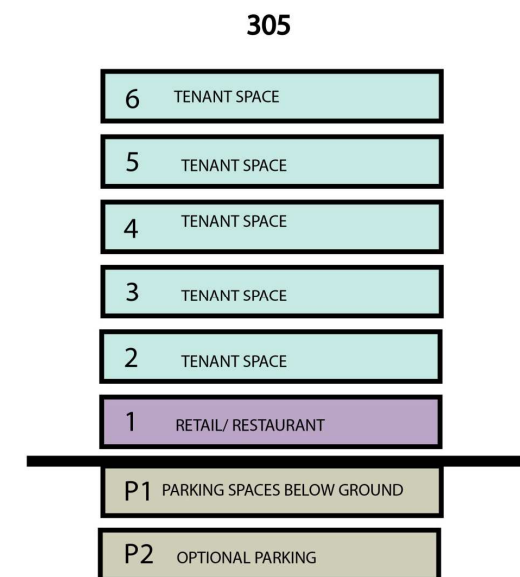 305
6 TENANT SPACE
5 TENANT SPACE
4 TENANT SPACE
3 TENANT SPACE
2 TENANT SPACE
1 RETAIL/ RESTAURANT
P1 PARKING SPACES BELOW GROUND
P2 OPTIONAL PARKING